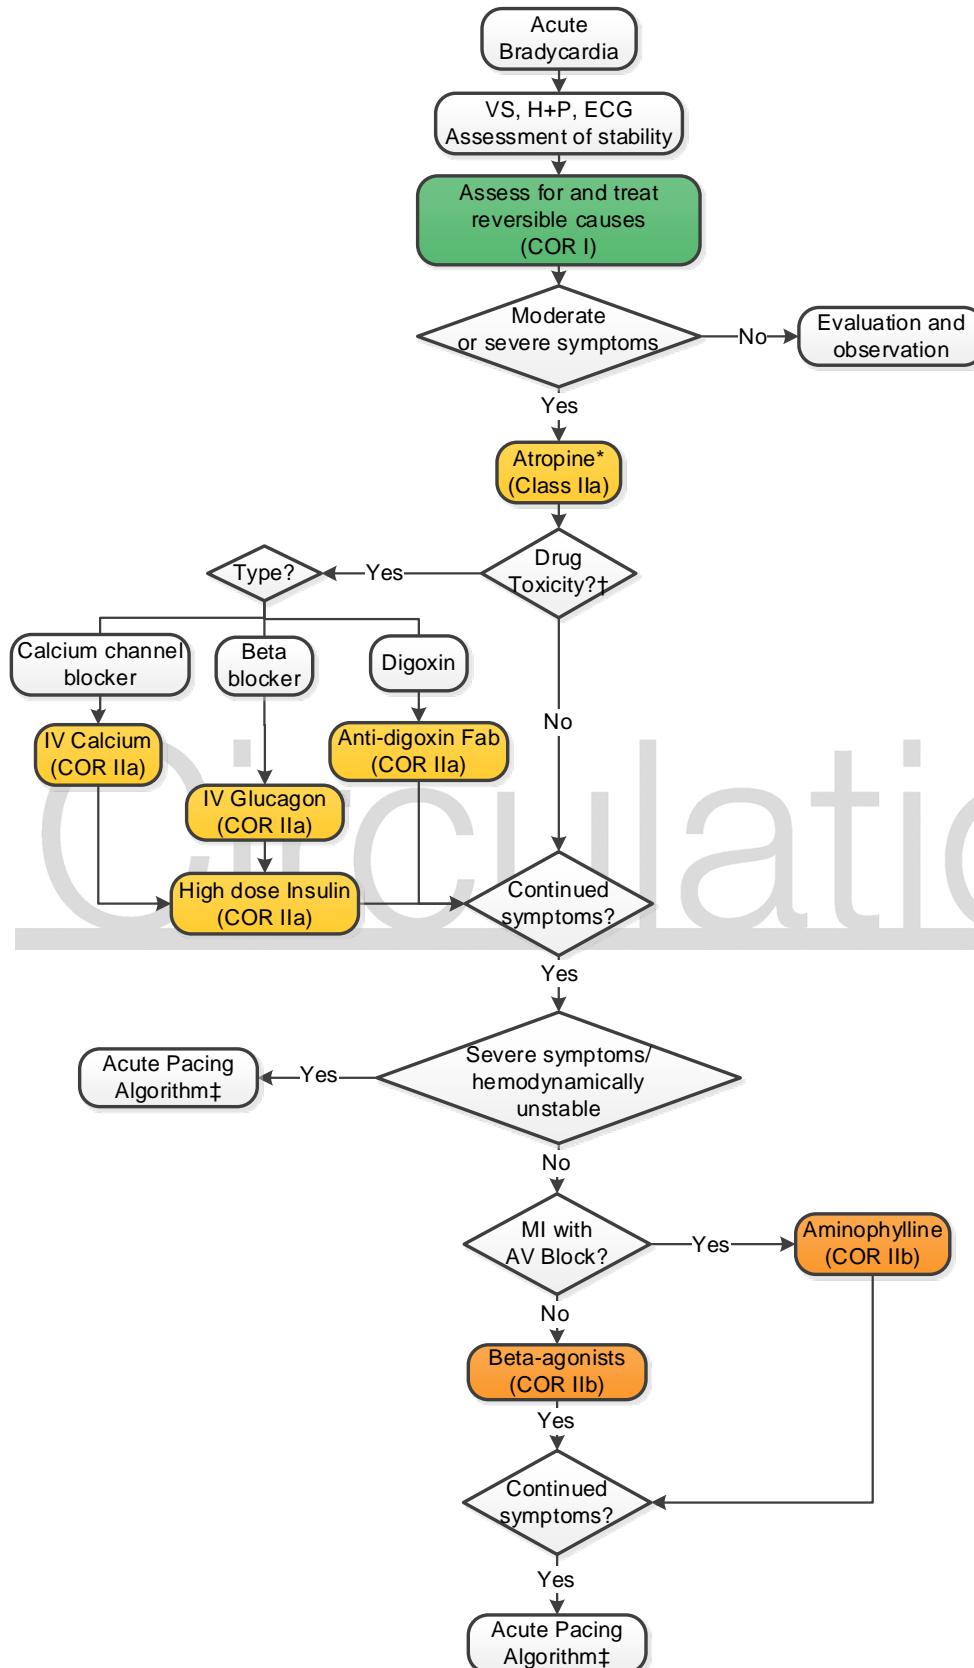 Acute
Bradycardia
VS, H+P, ECG
Assessment of stability
Assess for and treat
reversible causes
(COR I)
Moderate
or severe symptoms
No
Evaluation and
observation
Yes
Atropine*
(Class IIa)
Drug
Toxicity?†
Yes
Type?
Calcium channel
blocker
Beta
blocker
Digoxin
No
IV Calcium
(COR IIa)
Anti-digoxin Fab
(COR IIa)
IV Glucagon
(COR IIa)
High dose Insulin
(COR IIa)
Continued
symptoms?
Circulatio
Yes
Severe symptoms/
hemodynamically
unstable
Yes
Acute Pacing
Algorithm‡
No
MI with
AV Block?
Yes
Aminophylline
(COR IIb)
No
Beta-agonists
(COR IIb)
Yes
Continued
symptoms?
Yes
Acute Pacing
Algorithm‡